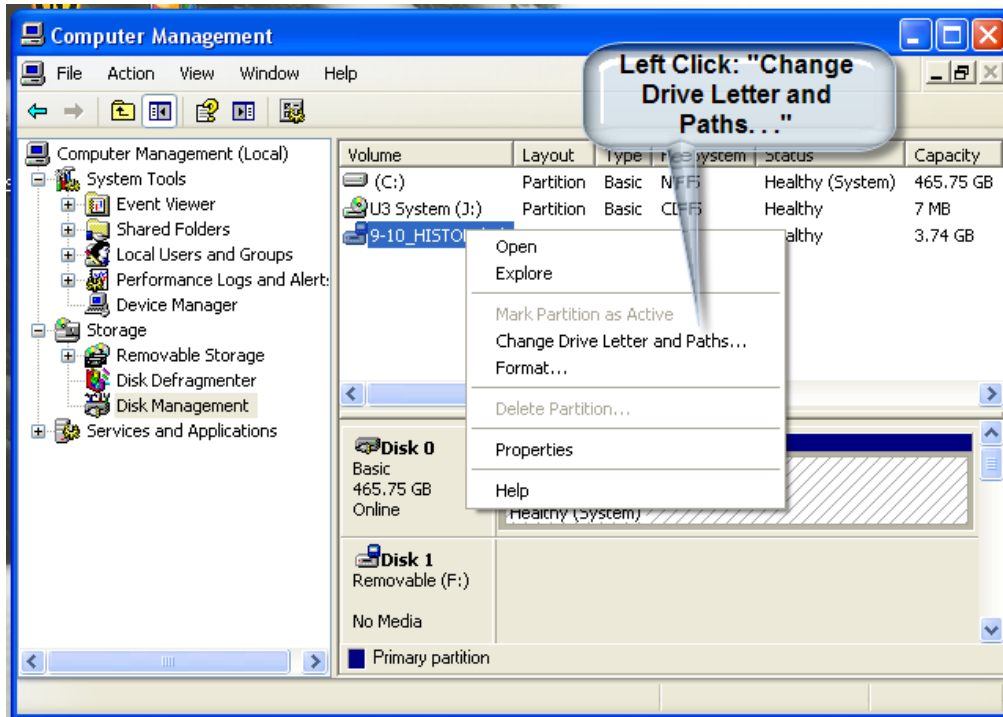 Computer Management
File Action View Window Help
Left Click: "Change
Drive Letter and
Paths. . ."
Computer Management (Local)
System Tools
Event Viewer
Shared Folders
Local Users and Groups
Performance Logs and Alert:
Device Manager
Storage
Removable Storage
Disk Defragmenter
Disk Management
Services and Applications
Volume Layout Type Status Capacity
(C:) Partition Basic Healthy (System) 465.75 GB
U3 System (J:) Partition Basic Healthy 7 MB
9-10_HISTO 3.74 GB
Open
Explore
Mark Partition as Active
Change Drive Letter and Paths...
Format...
Delete Partition...
Properties
Help
Disk 0
Basic
465.75 GB
Online
Healthy (System)
Disk 1
Removable (F:)
No Media
Primary partition